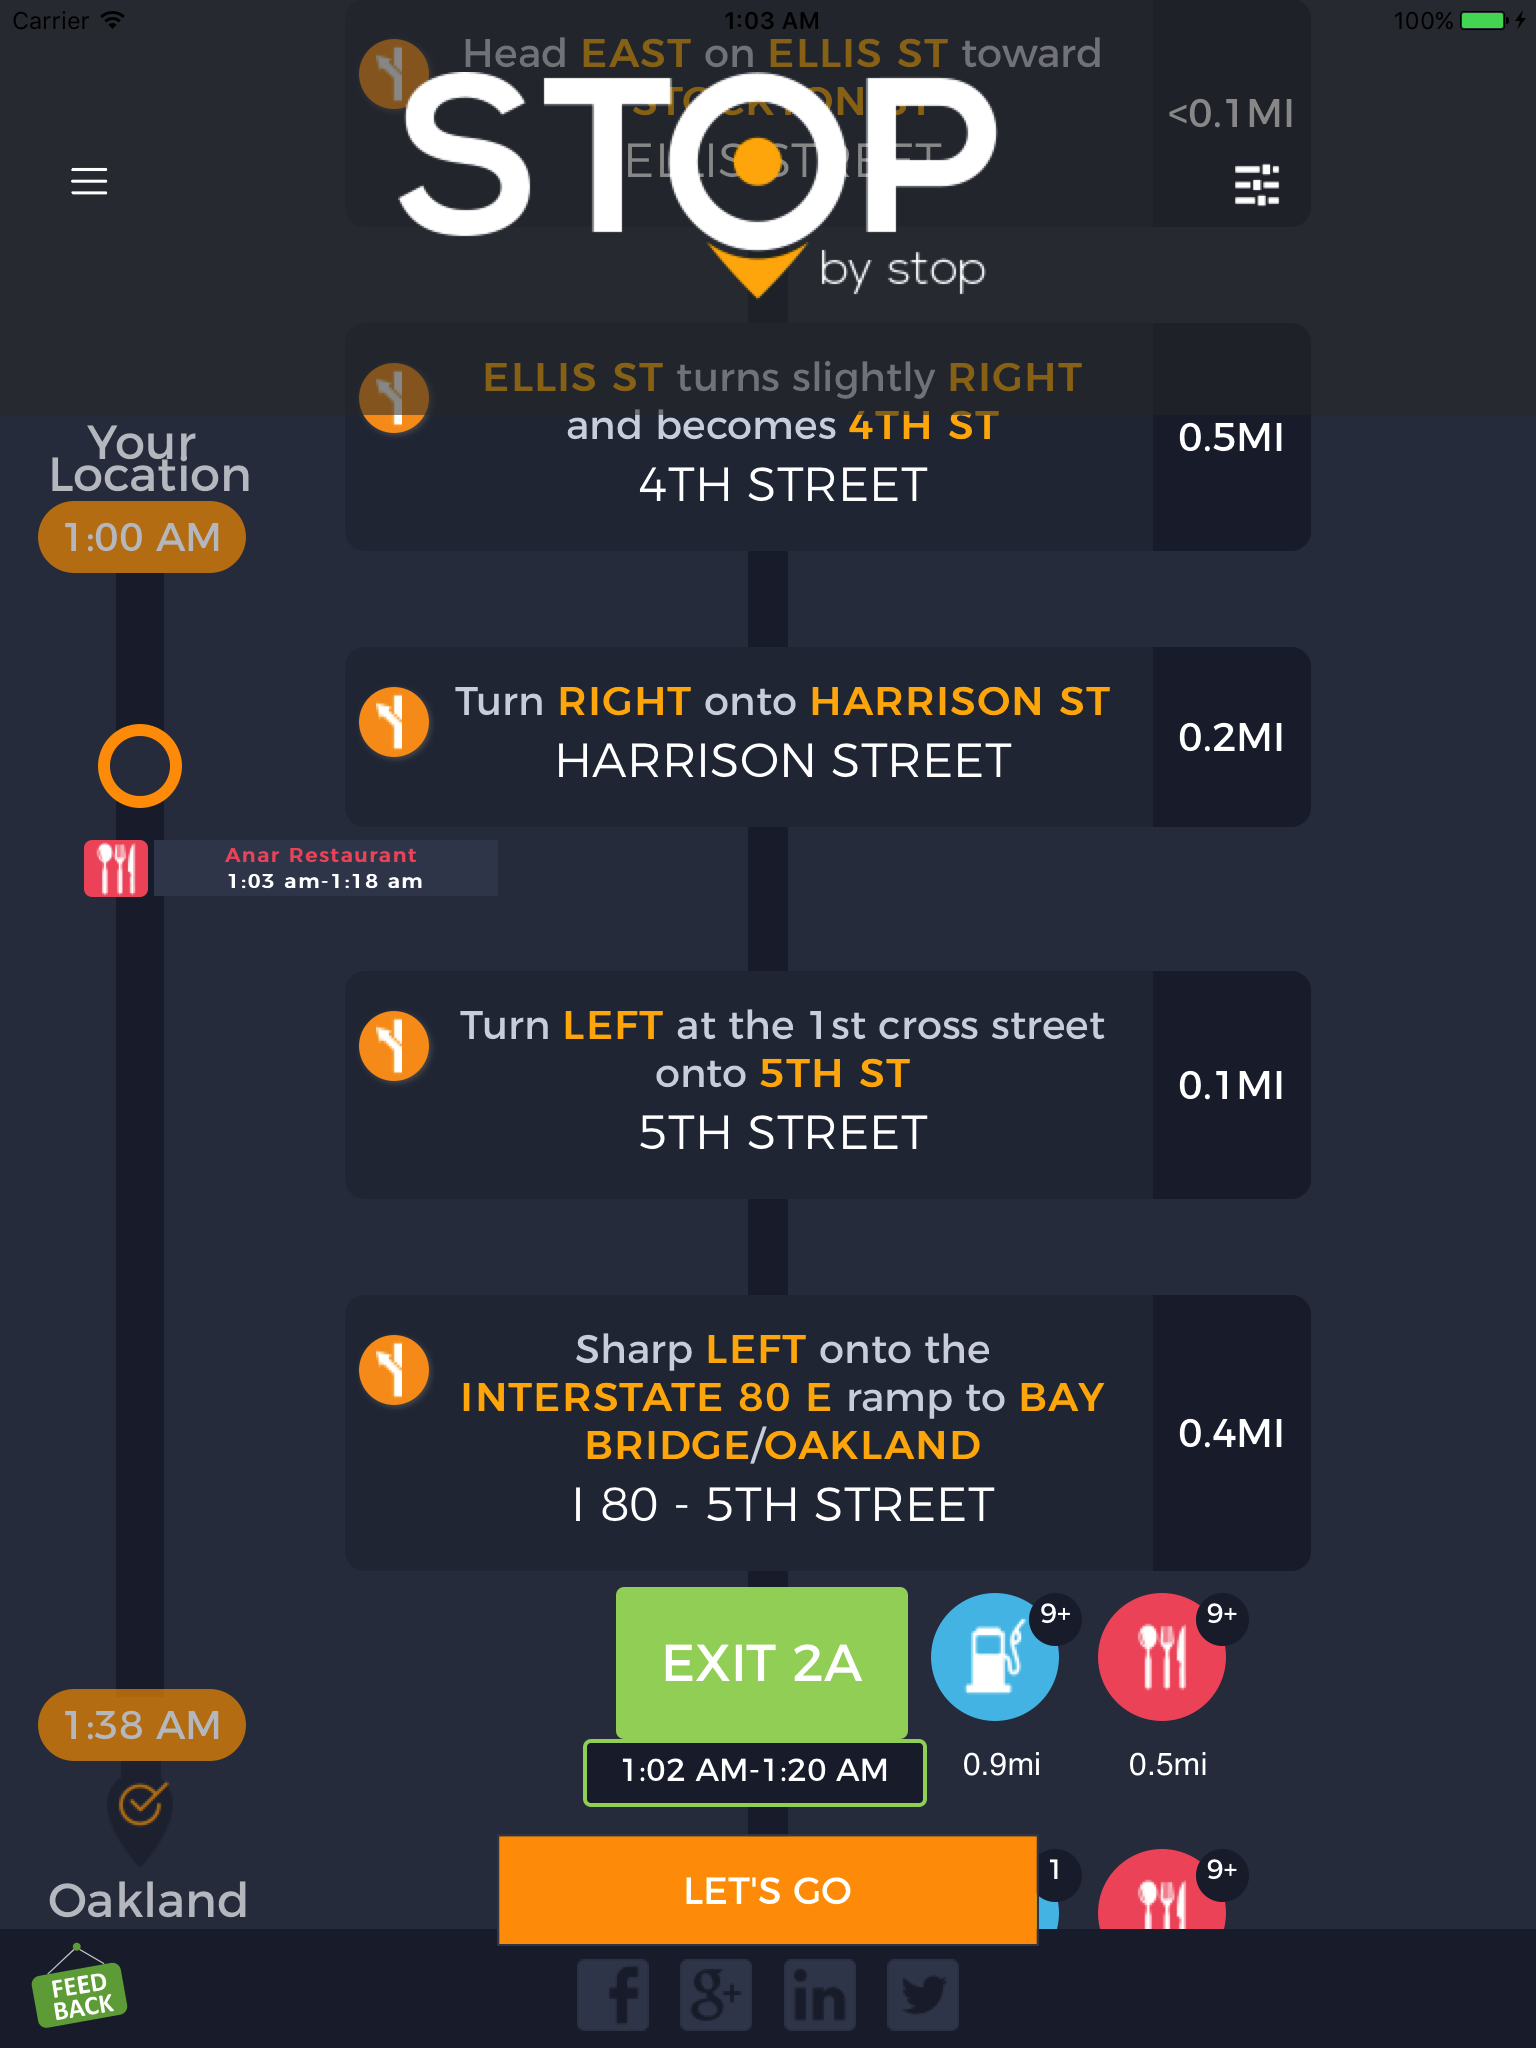 Carrier
1:03 AM
100%
Head EAST on ELLIS ST toward
STOCKTON ST
ELLIS STREET
<0.1MI
STOP
by stop
ELLIS ST turns slightly RIGHT
and becomes 4TH ST
4TH STREET
0.5MI
Your
Location
1:00 AM
Turn RIGHT onto HARRISON ST
HARRISON STREET
0.2MI
Anar Restaurant
1:03 am-1:18 am
Turn LEFT at the 1st cross street
onto 5TH ST
5TH STREET
0.1MI
Sharp LEFT onto the
INTERSTATE 80 E ramp to BAY
BRIDGE/OAKLAND
I 80 - 5TH STREET
0.4MI
EXIT 2A
9+
9+
1:02 AM-1:20 AM
0.9mi
0.5mi
1:38 AM
Oakland
LET'S GO
1
9+
FEED
BACK
f
g+
in